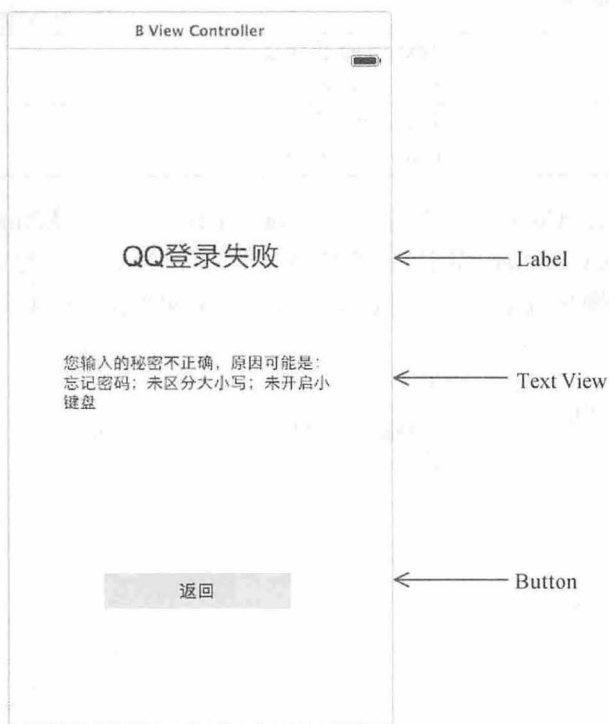 B View Controller
QQ登录失败
Label
您输入的秘密不正确，原因可能是：
忘记密码；未区分大小写；未开启小
键盘
Text View
返回
Button